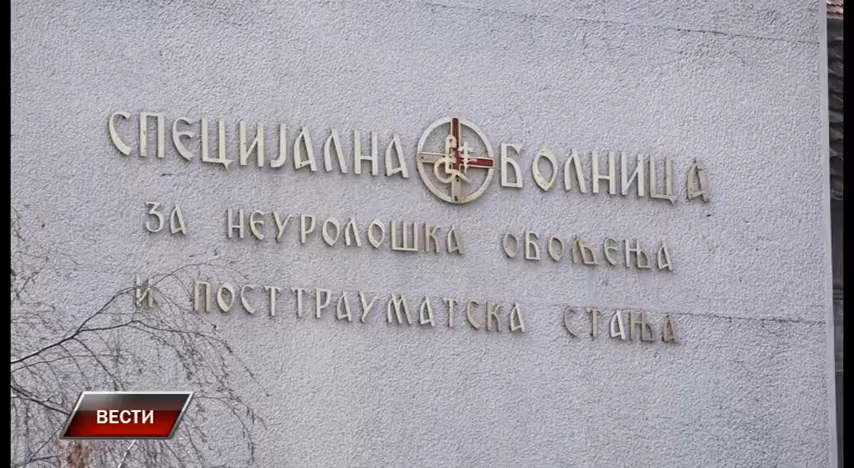 СПЕЦИЈАЛНА БОЛНИЦА
ЗА НЕУРОЛОШКА ОБОЉЕЊА
И ПОСТТРАУМАТСКА СТАЊА
ВЕСТИ